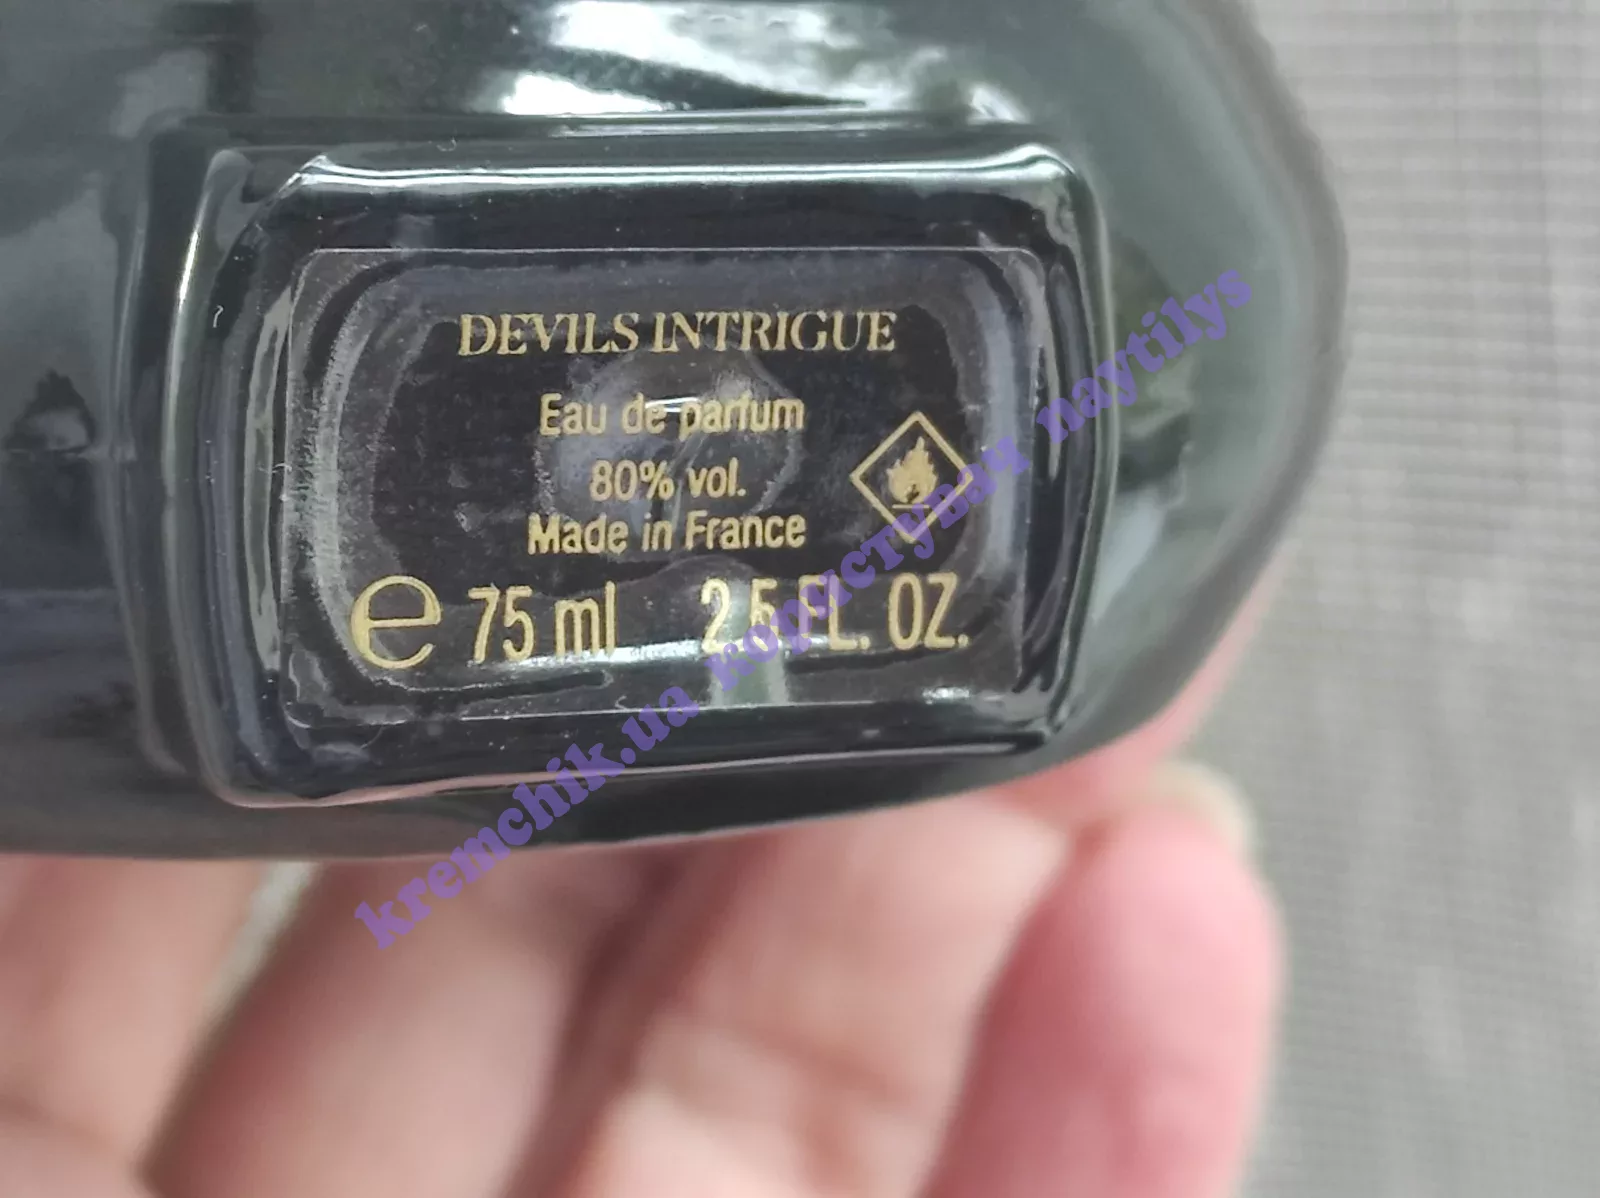 DEVILS INTRIGUE
Eau de parfum
80% vol.
Made in France
℮ 75 ml 2.5 FL. OZ.
kremchik.ua користувач naytilys